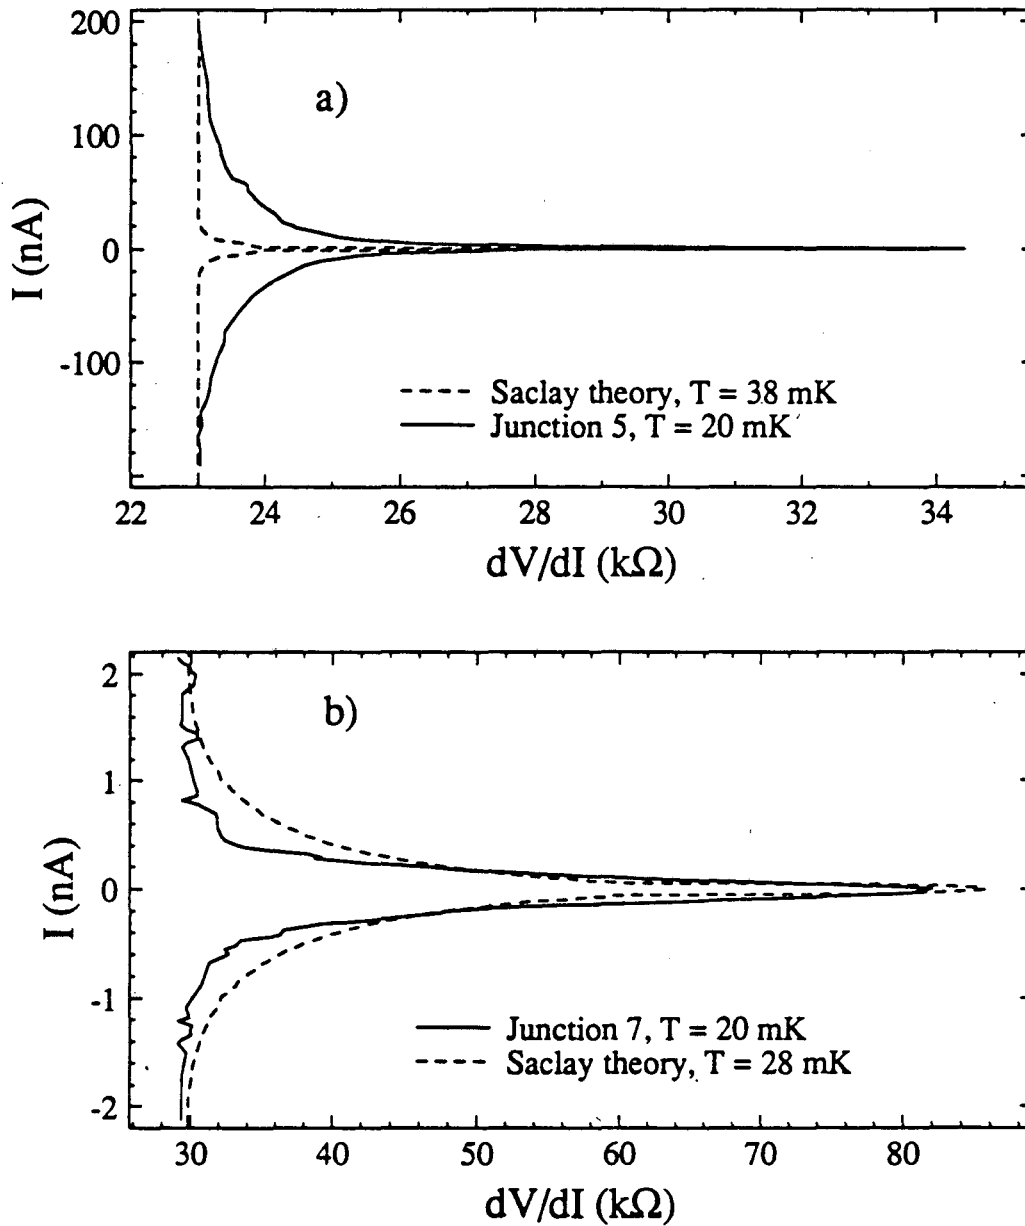 200
a)
100
I (nA)
0
-100
Saclay theory, T = 38 mK
Junction 5, T = 20 mK
22 24 26 28 30 32 34
dV/dI (kΩ)
2
b)
1
I (nA)
0
-1
Junction 7, T = 20 mK
Saclay theory, T = 28 mK
-2
30 40 50 60 70 80
dV/dI (kΩ)